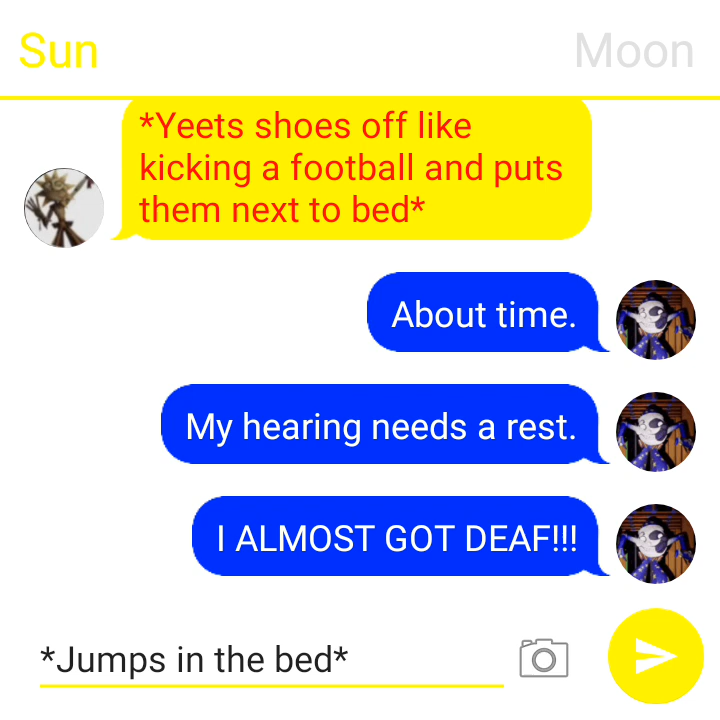 Sun
Moon
*Yeets shoes off like
kicking a football and puts
them next to bed*
About time.
My hearing needs a rest.
I ALMOST GOT DEAF!!!
*Jumps in the bed*